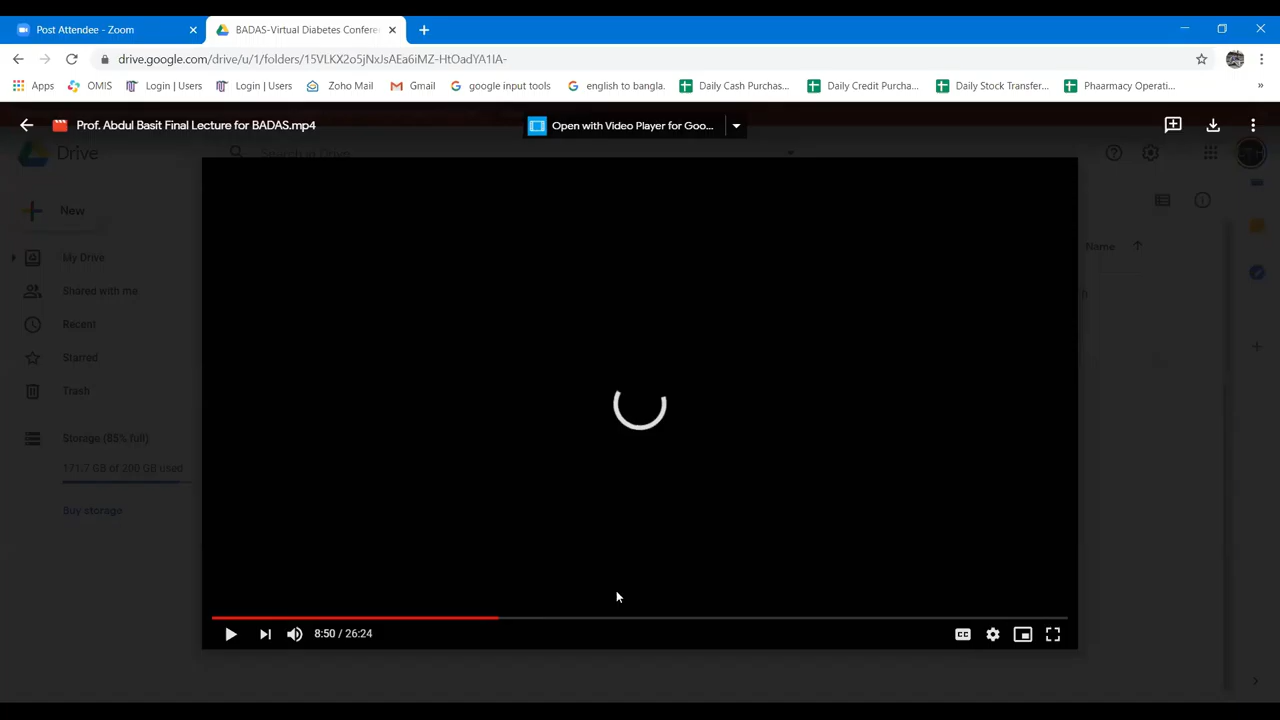 Post Attendee - Zoom
BADAS-Virtual Diabetes Confere
drive.google.com/drive/u/1/folders/15VLKX2o5jNxJsAEa6iMZ-HtOadYA1IA-
Apps
OMIS
Login | Users
Login | Users
Zoho Mail
Gmail
google input tools
english to bangla.
Daily Cash Purchas...
Daily Credit Purcha...
Daily Stock Transfer...
Phaarmacy Operati...
»
Prof. Abdul Basit Final Lecture for BADAS.mp4
Open with Video Player for Goo...
Drive
Search in Drive
New
Name
My Drive
Shared with me
Recent
Starred
Trash
Storage (85% full)
171.7 GB of 200 GB used
Buy storage
8:50 / 26:24
CC